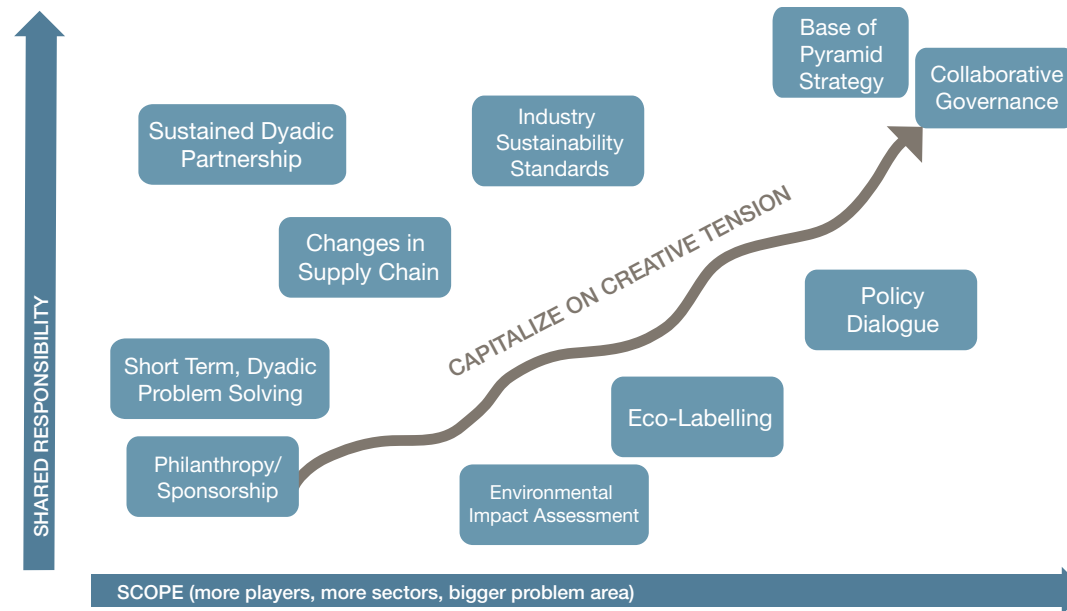 Base of
Pyramid
Strategy
Collaborative
Governance
Sustained Dyadic
Partnership
Industry
Sustainability
Standards
Changes in
Supply Chain
CAPITALIZE ON CREATIVE TENSION
Policy
Dialogue
SHARED RESPONSIBILITY
Short Term, Dyadic
Problem Solving
Eco-Labelling
Philanthropy/
Sponsorship
Environmental
Impact Assessment
SCOPE (more players, more sectors, bigger problem area)